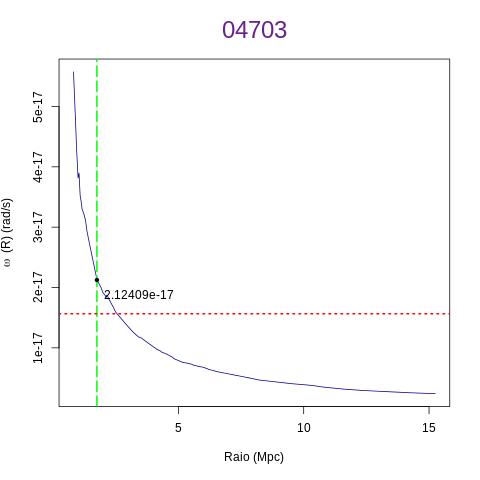 04703
ω (R) (rad/s)
5e-17
4e-17
3e-17
2e-17
1e-17
2.12409e-17
5 10 15
Raio (Mpc)